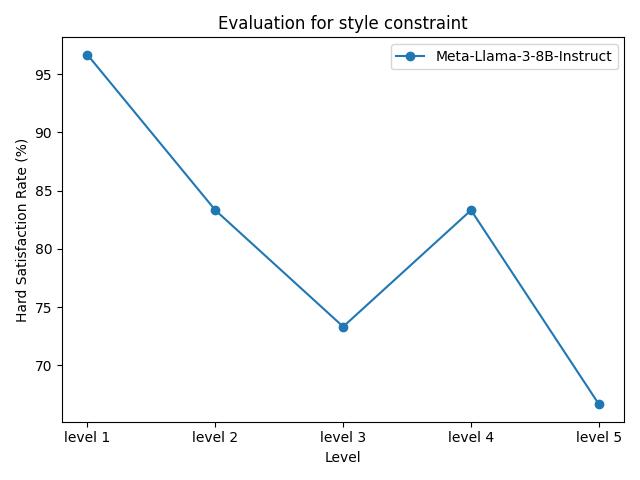 Evaluation for style constraint
Meta-Llama-3-8B-Instruct
Hard Satisfaction Rate (%)
95
90
85
80
75
70
level 1 level 2 level 3 level 4 level 5
Level